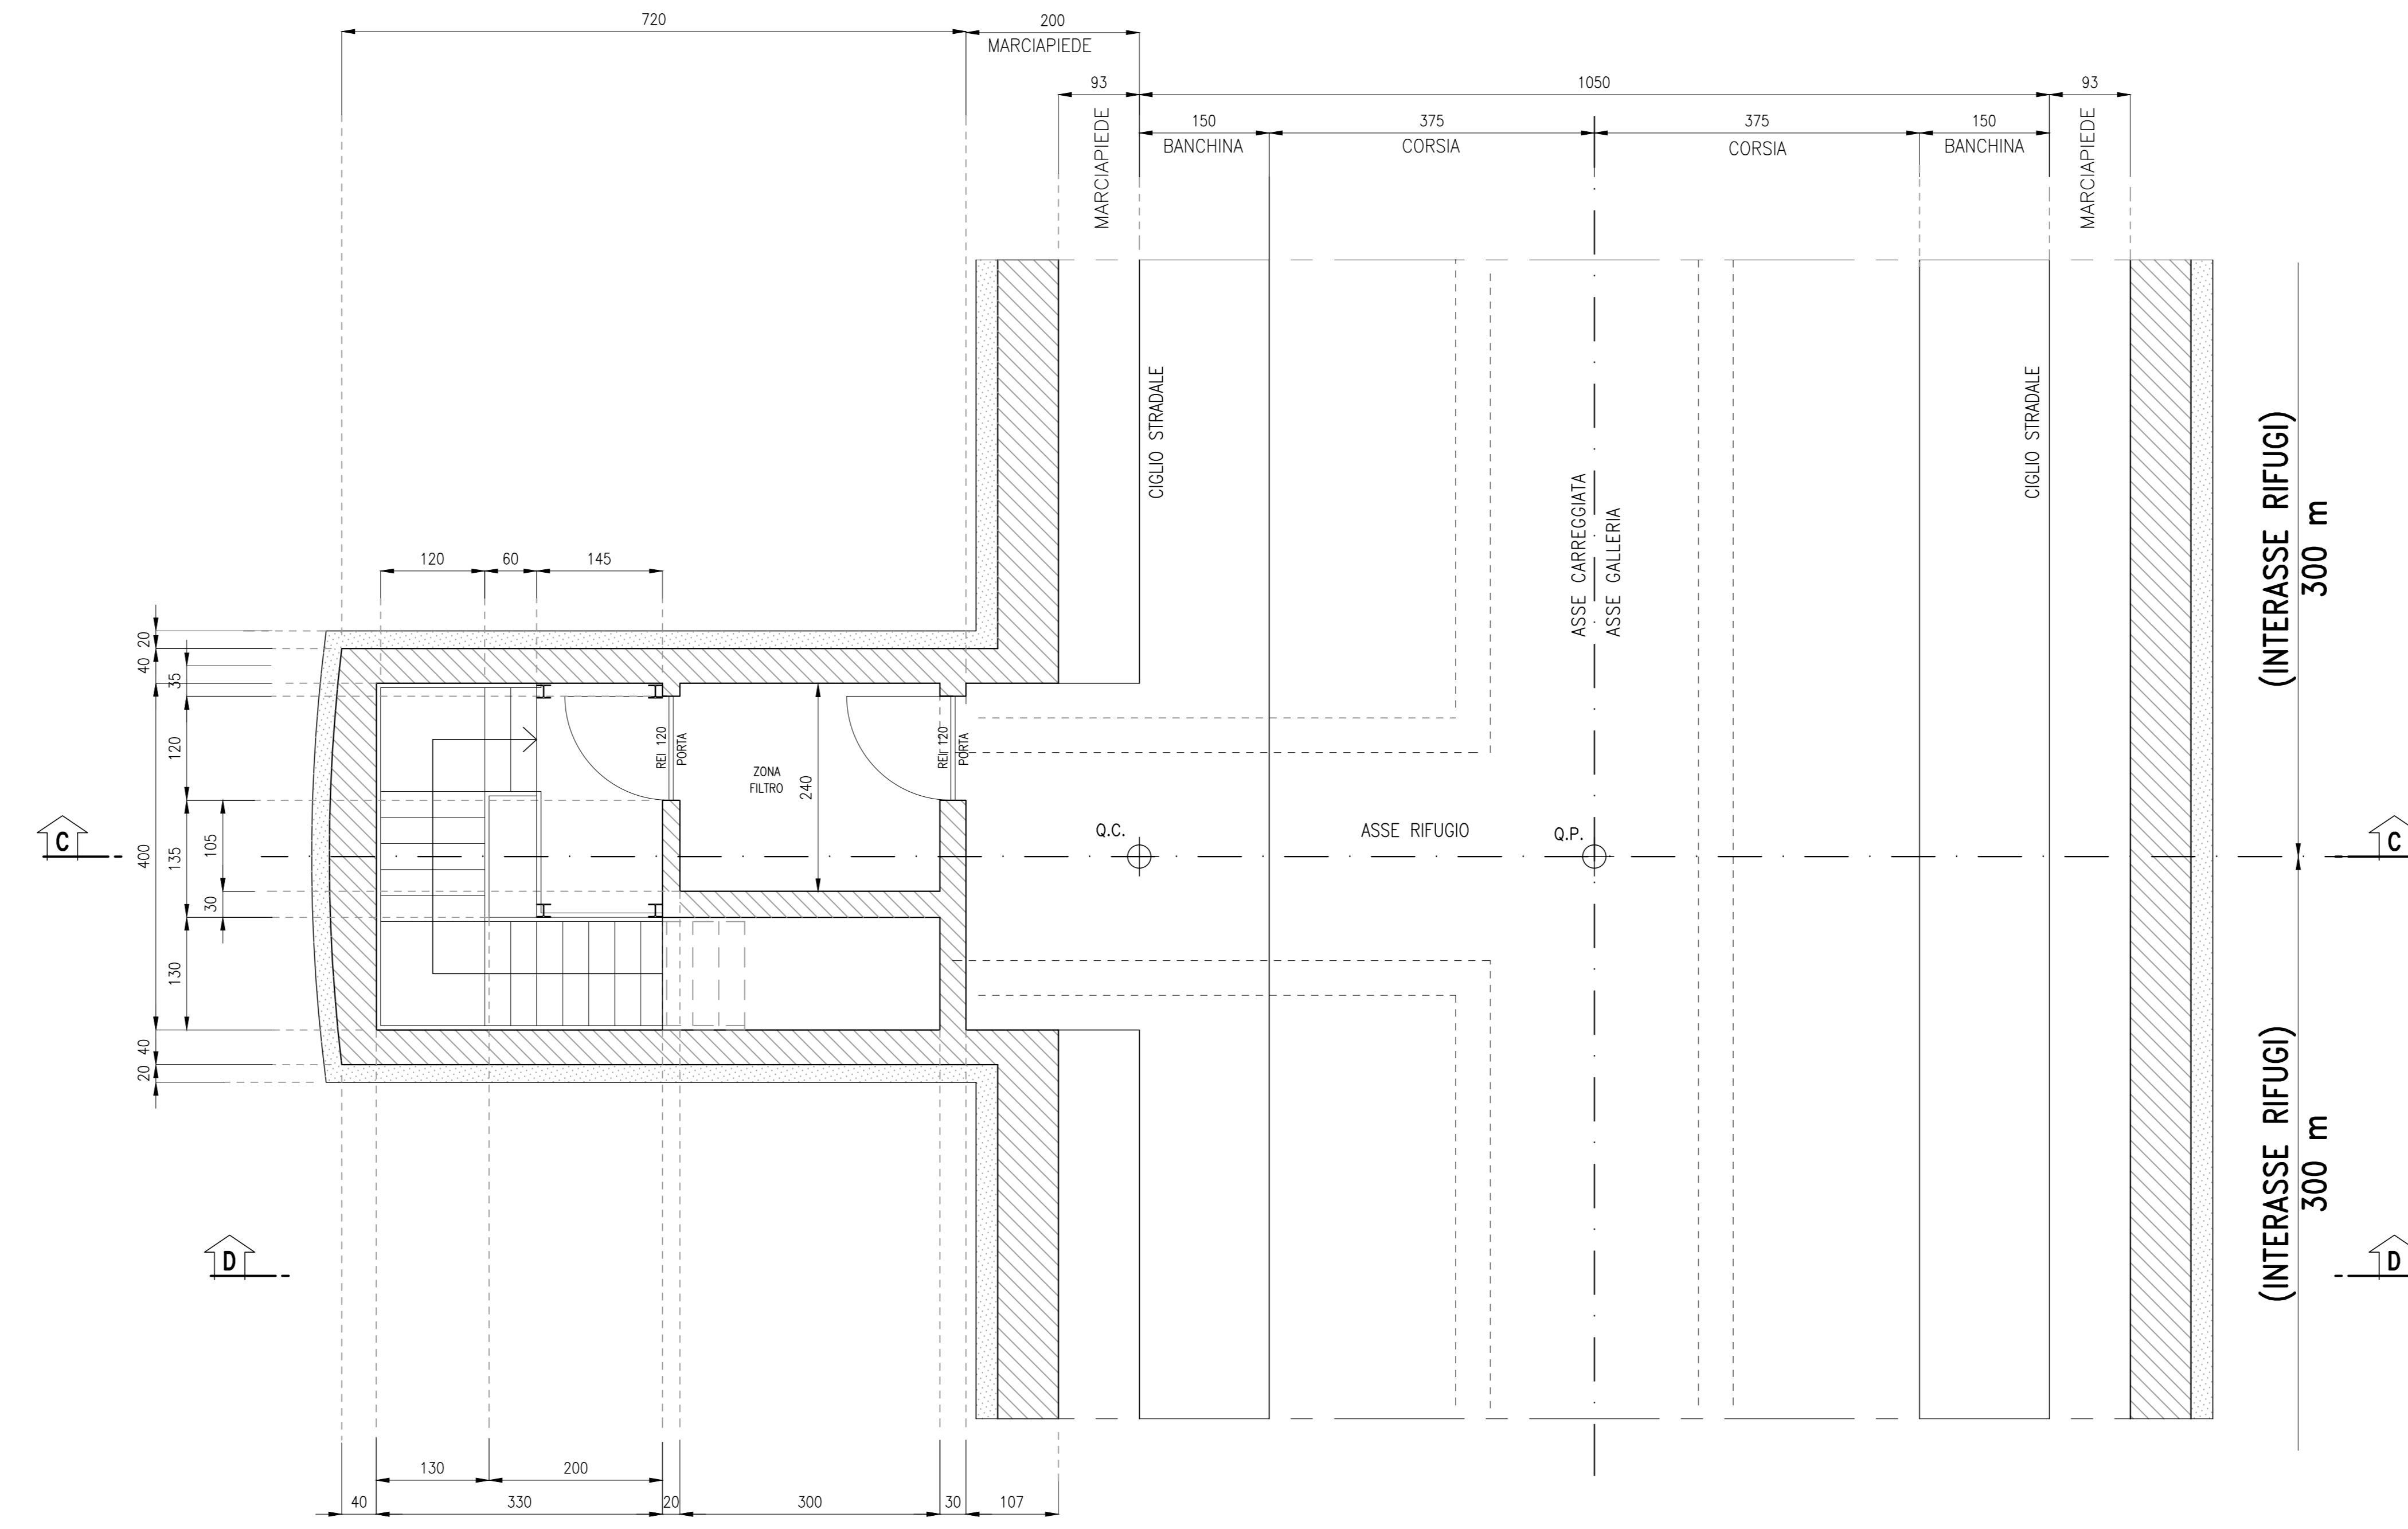 720
200
MARCIAPIEDE
93
1050
93
150
375
375
150
BANCHINA
CORSIA
CORSIA
BANCHINA
MARCIAPIEDE
MARCIAPIEDE
CIGLIO STRADALE
CIGLIO STRADALE
ASSE CARREGGIATA
ASSE GALLERIA
(INTERASSE RIFUGI)
300 m
120
60
145
20
40
35
120
400
135
105
30
130
40
20
REI 120
PORTA
ZONA
FILTRO
240
REI 120
PORTA
C
Q.C.
ASSE RIFUGIO
Q.P.
C
(INTERASSE RIFUGI)
300 m
D
D
130
200
40
330
20
300
30
107